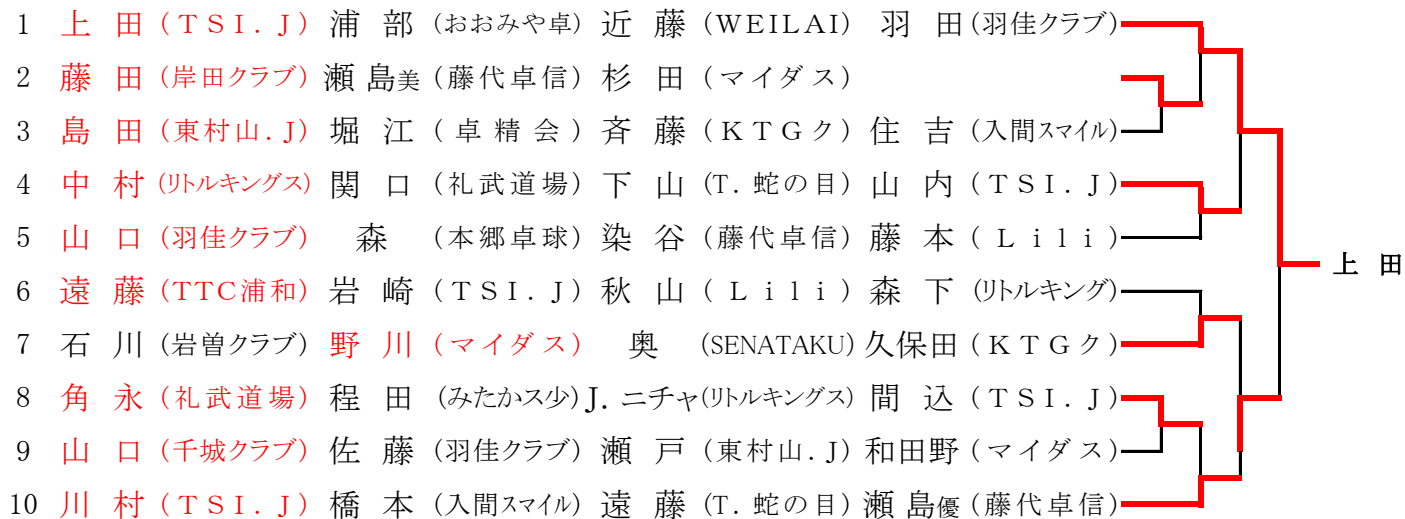 1 上 田 (TSI. J) 浦 部 (おおみや卓) 近 藤 (WEILAI) 羽 田 (羽佳クラブ)
2 藤 田 (岸田クラブ) 瀬 島美 (藤代卓信) 杉 田 (マイダス)
3 島 田 (東村山. J) 堀 江 (卓精会) 斉 藤 (KTGク) 住 吉 (入間スマイル)
4 中 村 (リトルキングス) 関 口 (礼武道場) 下 山 (T. 蛇の目) 山 内 (TSI. J)
5 山 口 (羽佳クラブ) 森 (本郷卓球) 染 谷 (藤代卓信) 藤 本 (Lili)
上 田
6 遠 藤 (TTC浦和) 岩 崎 (TSI. J) 秋 山 (Lili) 森 下 (リトルキング)
7 石 川 (岩曽クラブ) 野 川 (マイダス) 奥 (SENATAKU) 久保田 (KTGク)
8 角 永 (礼武道場) 程 田 (みたかス少) J. ニチャ (リトルキングス) 間 込 (TSI. J)
9 山 口 (千城クラブ) 佐 藤 (羽佳クラブ) 瀬 戸 (東村山. J) 和田野 (マイダス)
10 川 村 (TSI. J) 橋 本 (入間スマイル) 遠 藤 (T. 蛇の目) 瀬 島優 (藤代卓信)